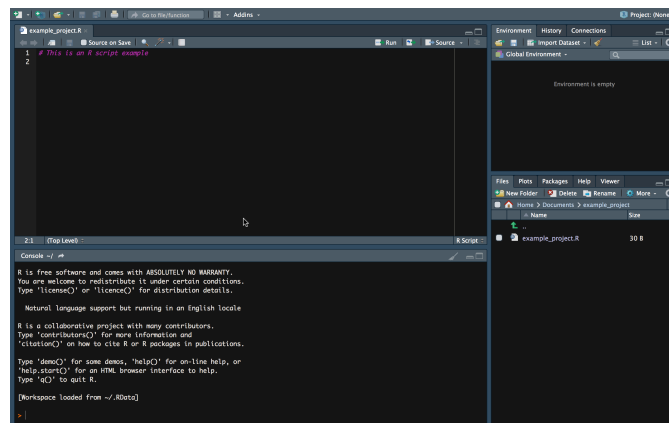 Go to file/function
Addins
Project: (None
example_project.R
Source on Save
Run
Source
1 # This is an R script example
2
2:1 (Top Level)
R Script
Console ~/
R is free software and comes with ABSOLUTELY NO WARRANTY.
You are welcome to redistribute it under certain conditions.
Type 'license()' or 'licence()' for distribution details.
Natural language support but running in an English locale
R is a collaborative project with many contributors.
Type 'contributors()' for more information and
'citation()' on how to cite R or R packages in publications.
Type 'demo()' for some demos, 'help()' for on-line help, or
'help.start()' for an HTML browser interface to help.
Type 'q()' to quit R.
[Workspace loaded from ~/.RData]
>
Environment History Connections
Import Dataset
List
Global Environment
Environment is empty
Files Plots Packages Help Viewer
New Folder Delete Rename More
Home > Documents > example_project
Name Size
..
example_project.R 30 B